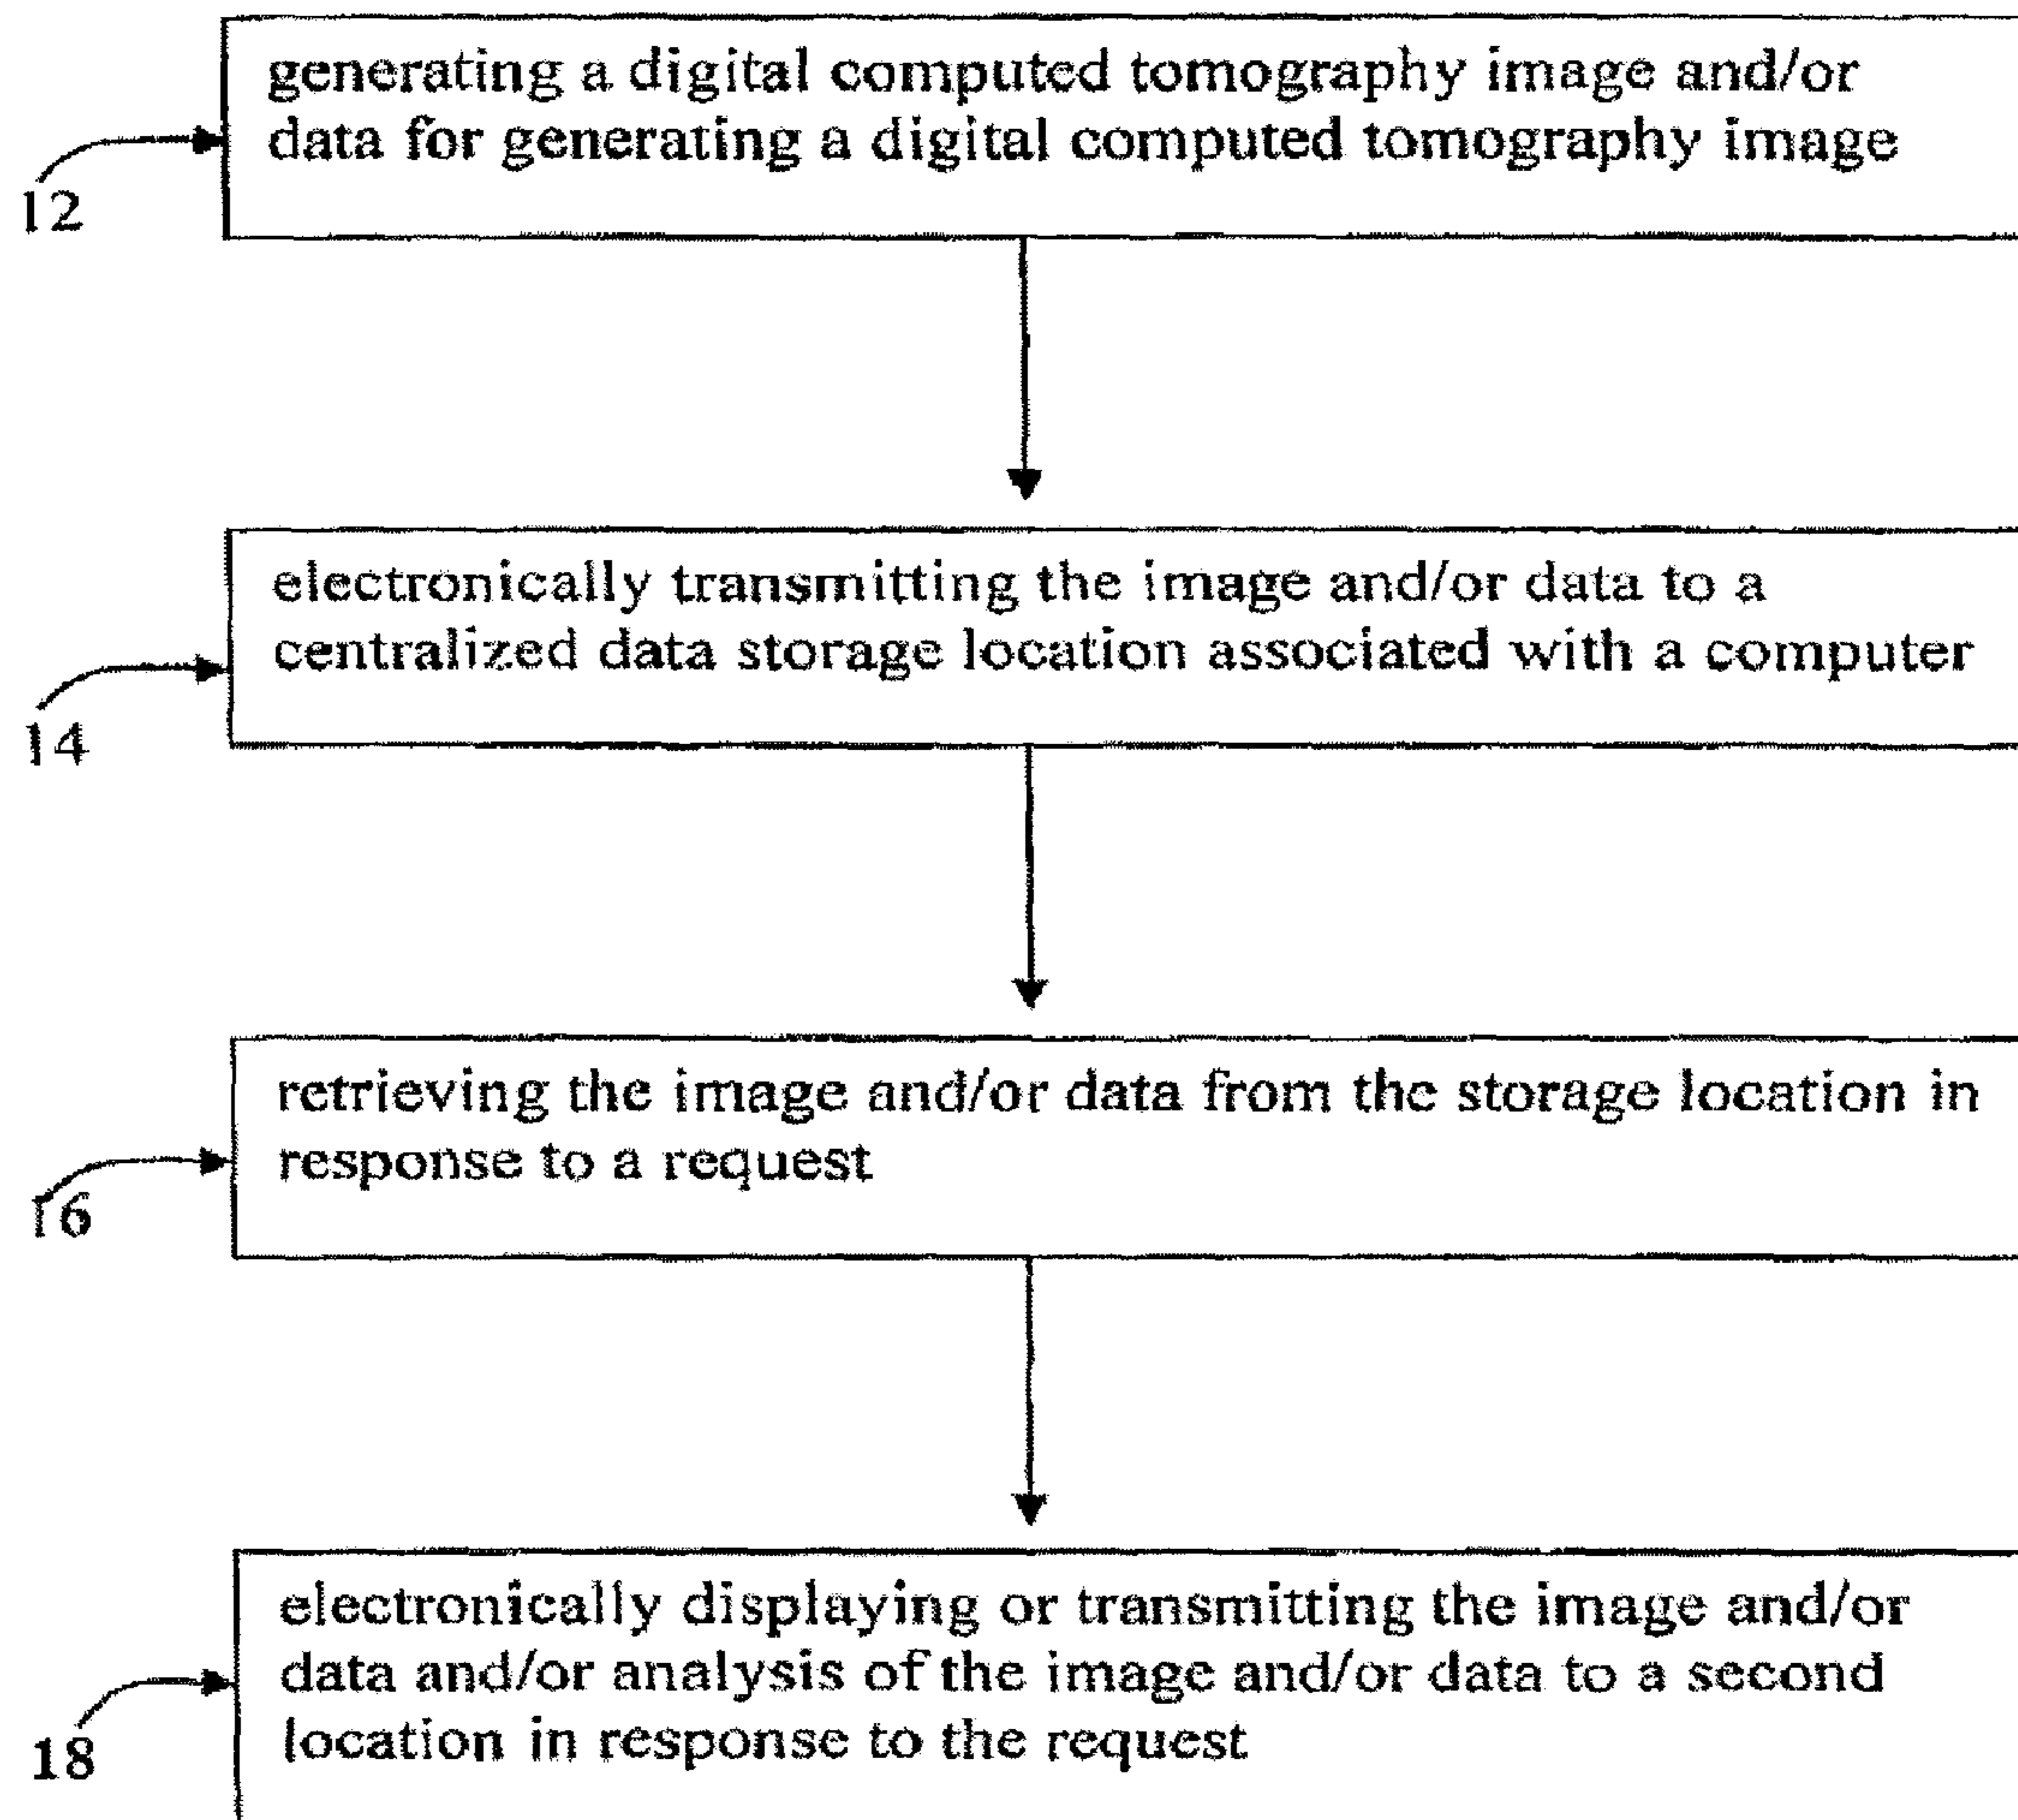 generating a digital computed tomography image and/or
data for generating a digital computed tomography image
12
electronically transmitting the image and/or data to a
centralized data storage location associated with a computer
14
retrieving the image and/or data from the storage location in
response to a request
16
electronically displaying or transmitting the image and/or
data and/or analysis of the image and/or data to a second
location in response to the request
18